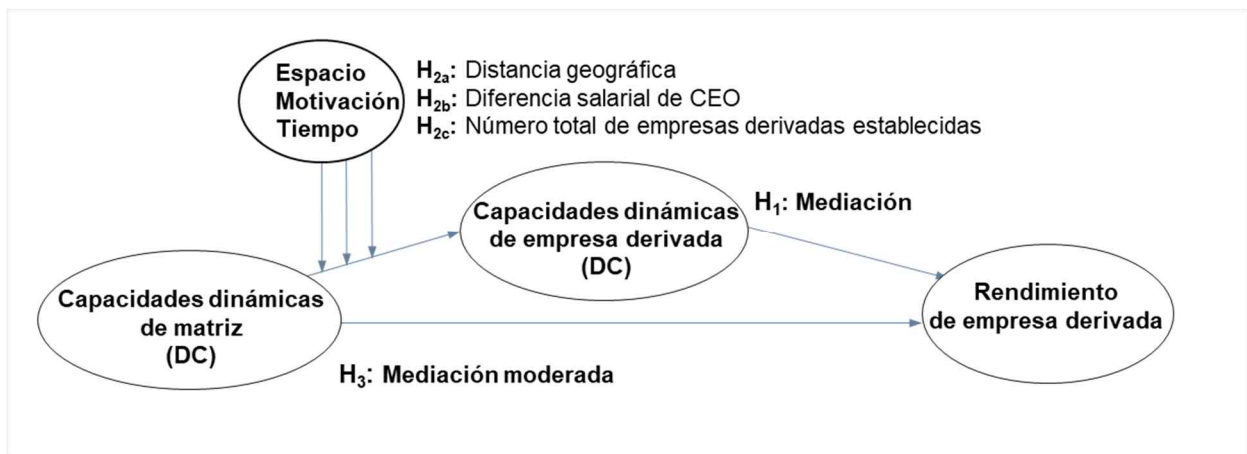 Espacio
Motivación
Tiempo
H2a: Distancia geográfica
H2b: Diferencia salarial de CEO
H2c: Número total de empresas derivadas establecidas
Capacidades dinámicas
de empresa derivada
(DC)
H1: Mediación
Capacidades dinámicas
de matriz
(DC)
Rendimiento
de empresa derivada
H3: Mediación moderada